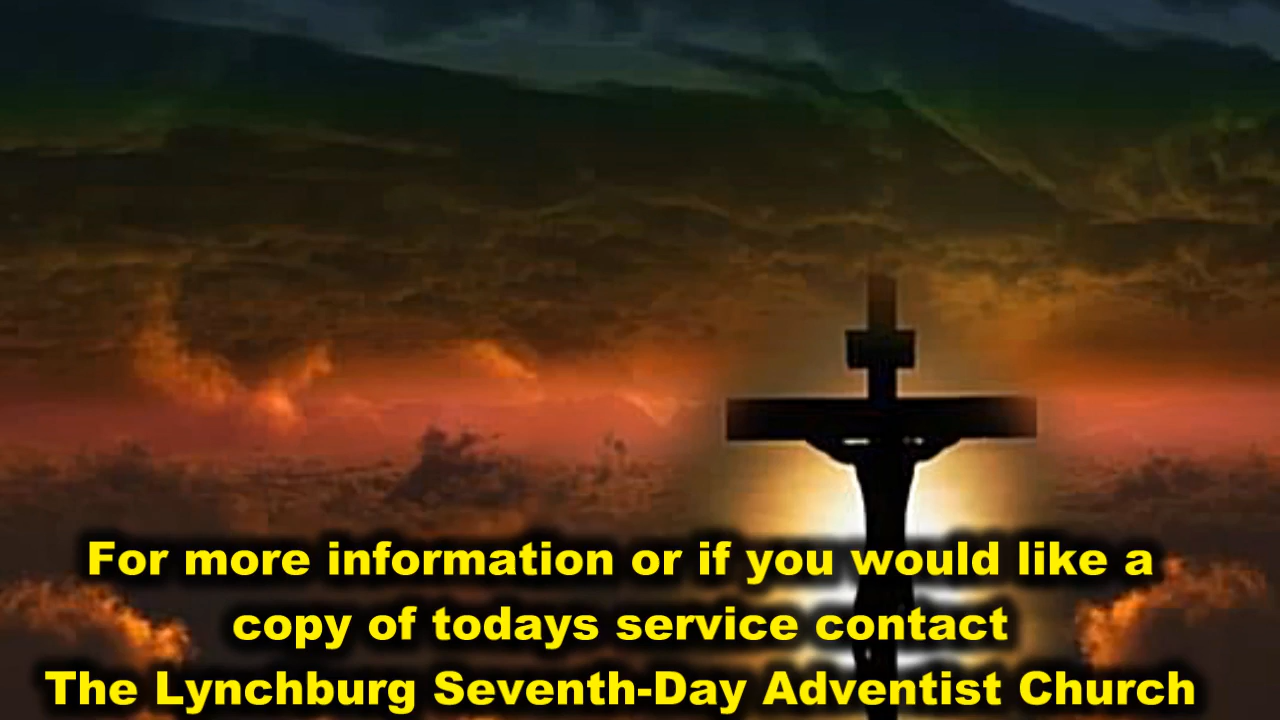 For more information or if you would like a
copy of todays service contact
The Lynchburg Seventh-Day Adventist Church